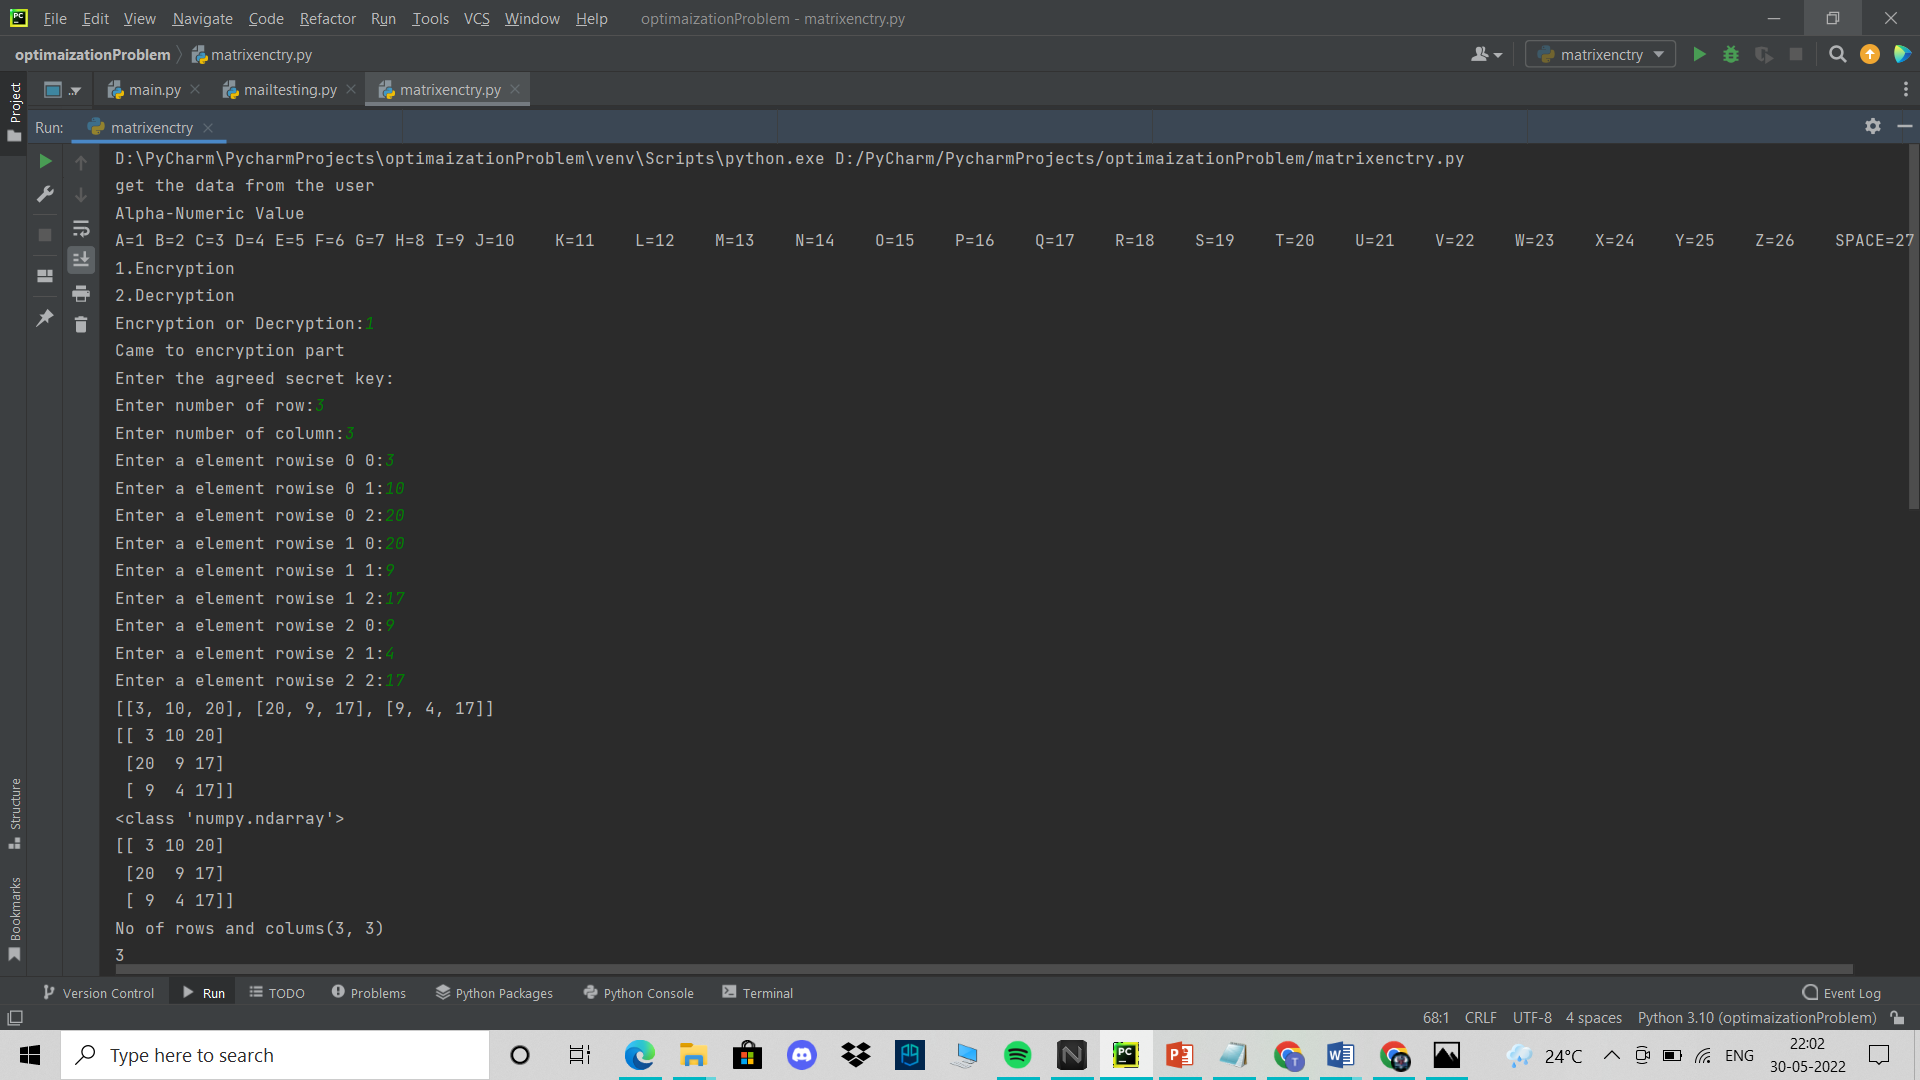 File Edit View Navigate Code Refactor Run Tools VCS Window Help optimaizationProblem - matrixenctry.py
optimaizationProblem matrixenctry.py matrixenctry
Project
main.py mailtesting.py matrixenctry.py
Run: matrixenctry
D:\PyCharm\PycharmProjects\optimaizationProblem\venv\Scripts\python.exe D:/PyCharm/PycharmProjects/optimaizationProblem/matrixenctry.py
get the data from the user
Alpha-Numeric Value
A=1 B=2 C=3 D=4 E=5 F=6 G=7 H=8 I=9 J=10 K=11 L=12 M=13 N=14 O=15 P=16 Q=17 R=18 S=19 T=20 U=21 V=22 W=23 X=24 Y=25 Z=26 SPACE=27
1.Encryption
2.Decryption
Encryption or Decryption:1
Came to encryption part
Enter the agreed secret key:
Enter number of row:3
Enter number of column:3
Enter a element rowise 0 0:3
Enter a element rowise 0 1:10
Enter a element rowise 0 2:20
Enter a element rowise 1 0:20
Enter a element rowise 1 1:9
Enter a element rowise 1 2:17
Enter a element rowise 2 0:9
Enter a element rowise 2 1:4
Enter a element rowise 2 2:17
[[3, 10, 20], [20, 9, 17], [9, 4, 17]]
[[ 3 10 20]
 [20  9 17]
 [ 9  4 17]]
<class 'numpy.ndarray'>
[[ 3 10 20]
 [20  9 17]
 [ 9  4 17]]
No of rows and colums(3, 3)
3
Structure
Bookmarks
Version Control Run TODO Problems Python Packages Python Console Terminal Event Log
68:1 CRLF UTF-8 4 spaces Python 3.10 (optimaizationProblem)
Type here to search 24°C ENG 22:02
30-05-2022